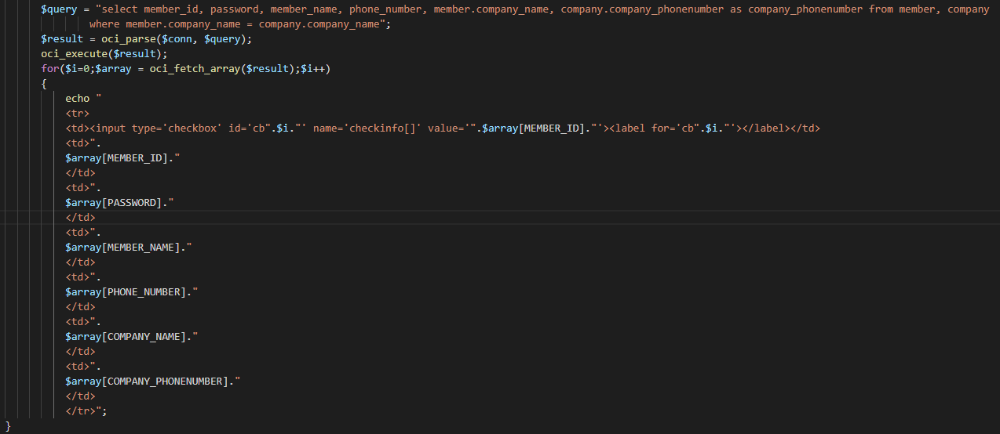 $query = "select member_id, password, member_name, phone_number, member.company_name, company.company_phonenumber as company_phonenumber from member, company
where member.company_name = company.company_name";
$result = oci_parse($conn, $query);
oci_execute($result);
for($i=0;$array = oci_fetch_array($result);$i++)
{
echo "
<tr>
<td><input type='checkbox' id='cb".$i."' name='checkinfo[]' value='".$array[MEMBER_ID]."'><label for='cb".$i."'></label></td>
<td>".
$array[MEMBER_ID]."
</td>
<td>".
$array[PASSWORD]."
</td>
<td>".
$array[MEMBER_NAME]."
</td>
<td>".
$array[PHONE_NUMBER]."
</td>
<td>".
$array[COMPANY_NAME]."
</td>
<td>".
$array[COMPANY_PHONENUMBER]."
</td>
</tr>";
}